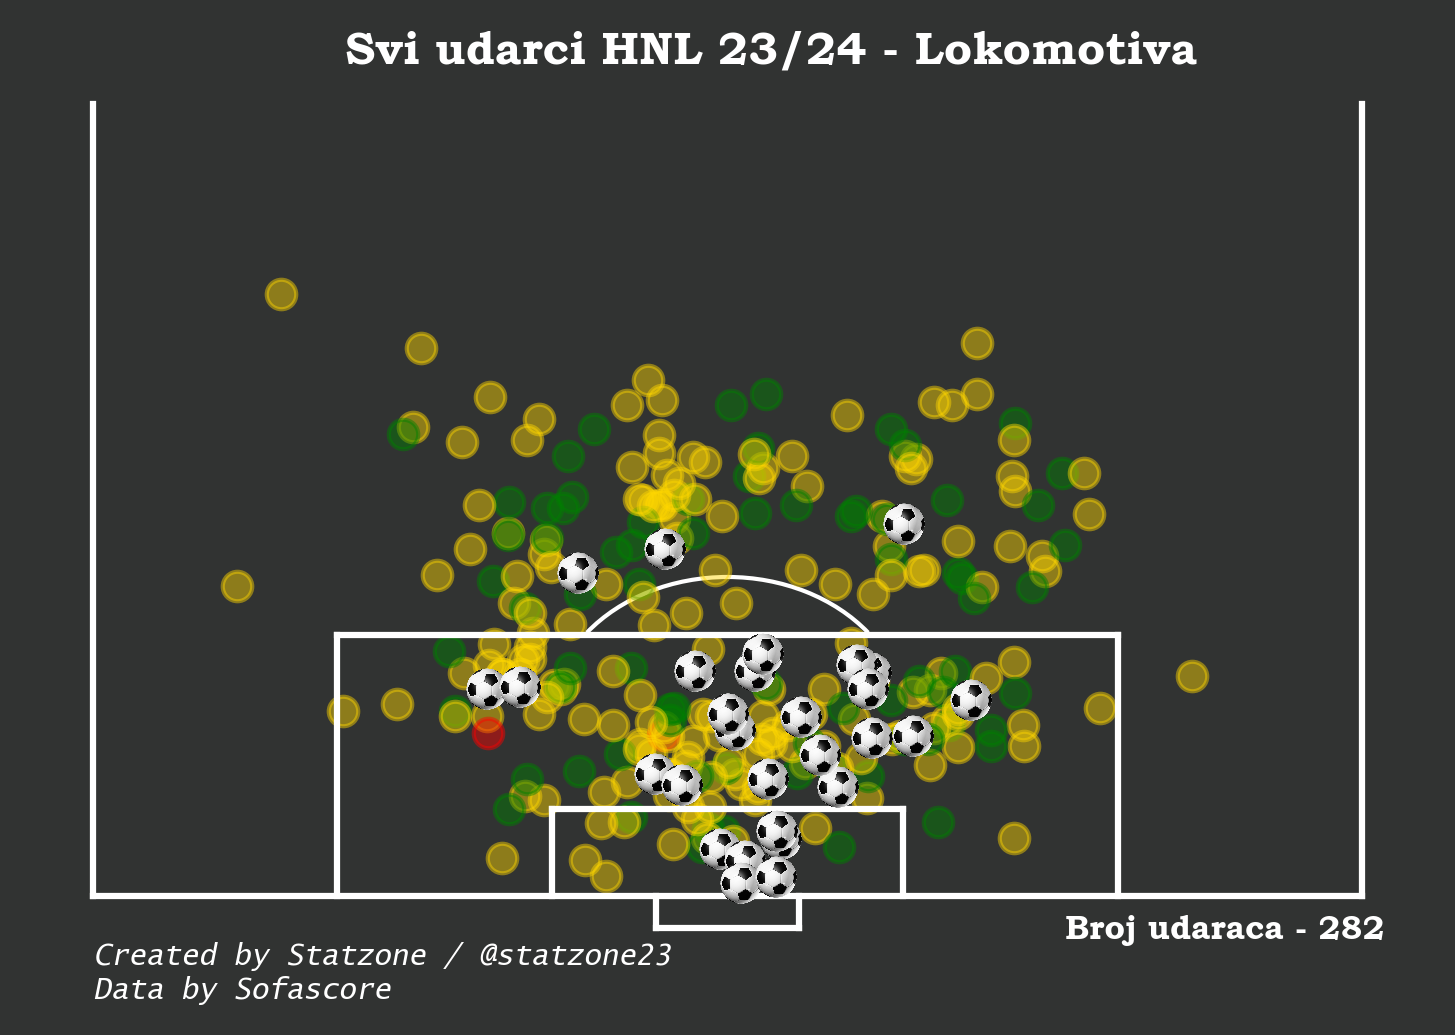 Svi udarci HNL 23/24 - Lokomotiva
Broj udaraca - 282
Created by Statzone / @statzone23
Data by Sofascore